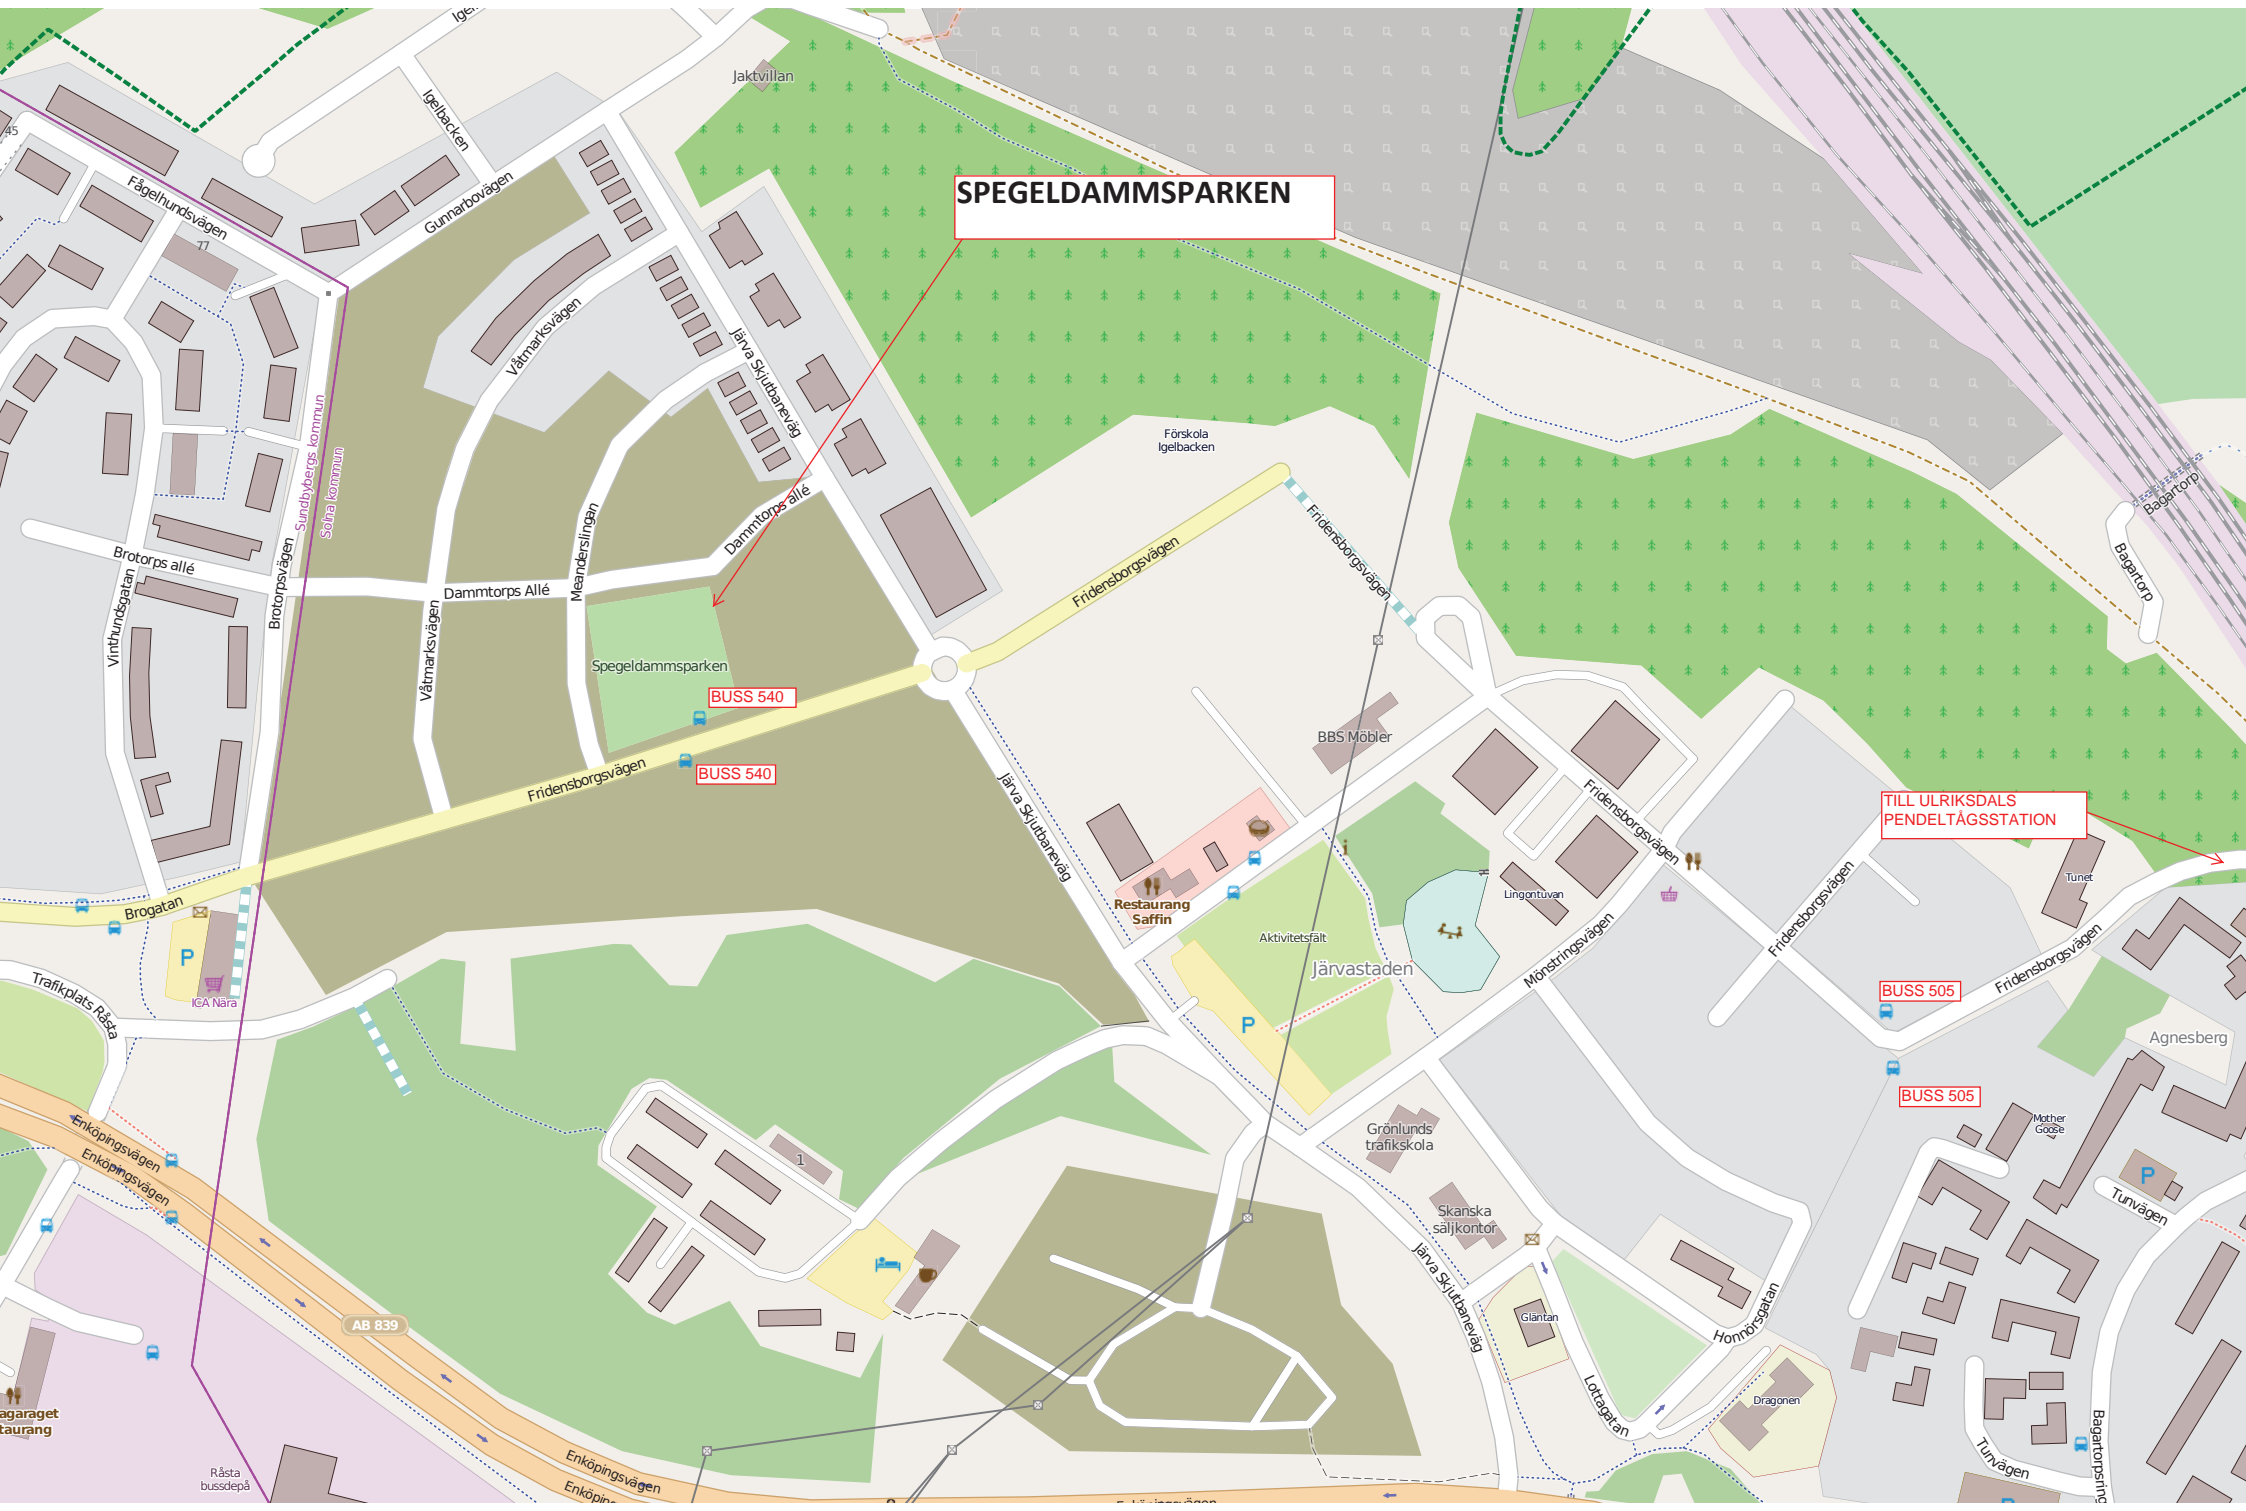 Jaktvillan
45
Igelbacken
Fågelhundsvägen
Gunnarbovägen
77
SPEGELDAMMSPARKEN
Våtmarksvägen
Järva Skjutbaneväg
Sundbybergs kommun
Solna kommun
Förskola
Igelbacken
Bagartorp
Bagartorp
Dammtorps allé
Fridensborgsvägen
Fridensborgsvägen
Brotorps allé
Brotorpsvägen
Meanderslingan
Dammtorps Allé
Vinthundsgatan
Våtmarksvägen
Spegeldammsparken
BUSS 540
BUSS 540
Fridensborgsvägen
BBS Möbler
Järva Skjutbaneväg
Fridensborgsvägen
TILL ULRIKSDALS
PENDELTÅGSSTATION
Tunet
Lingontuvan
Restaurang
Saffin
Brogatan
P
ICA Nära
Trafikplats Råsta
Aktivitetsfält
Järvastaden
P
Mönstringsvägen
Fridensborgsvägen
Fridensborgsvägen
BUSS 505
BUSS 505
Agnesberg
Mother
Goose
Enköpingsvägen
Enköpingsvägen
1
Grönlunds
trafikskola
Skanska
säljkontor
P
Tunvägen
Järva Skjutbaneväg
Gläntan
Honnörsgatan
AB 839
Lottagatan
Dragonen
Råsta
bussdepå
Enköpingsvägen
Tunvägen
Bagartorpsring